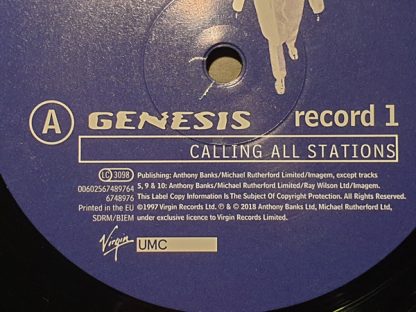 A GENESIS record 1
CALLING ALL STATIONS
LC 3098 Publishing: Anthony Banks/Michael Rutherford Limited/Imagem, except tracks
00602567489764 5, 9 & 10: Anthony Banks/Michael Rutherford Limited/Ray Wilson Ltd/Imagem.
6748976 This Label Copy Information Is The Subject Of Copyright Protection. All Rights Reserved.
Printed in the EU ©1997 Virgin Records Ltd. ℗ & © 2018 Anthony Banks Ltd, Michael Rutherford Ltd,
SDRM/BIEM under exclusive licence to Virgin Records Limited.
Virgin UMC